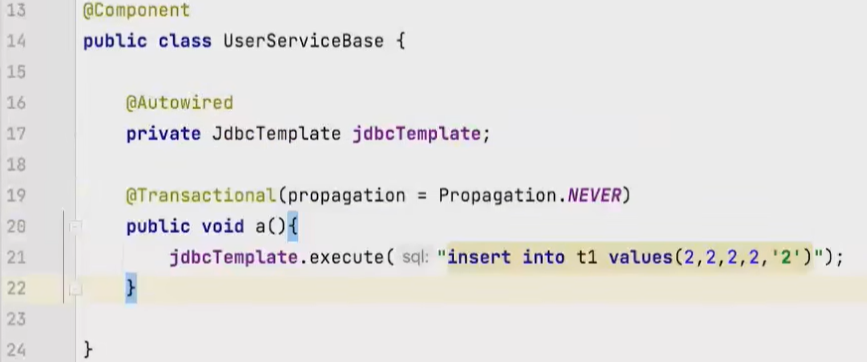 13 @Component
14 public class UserServiceBase {
15
16 @Autowired
17 private JdbcTemplate jdbcTemplate;
18
19 @Transactional(propagation = Propagation.NEVER)
20 public void a(){
21 jdbcTemplate.execute( sql: "insert into t1 values(2,2,2,2,'2')");
22 }
23
24 }